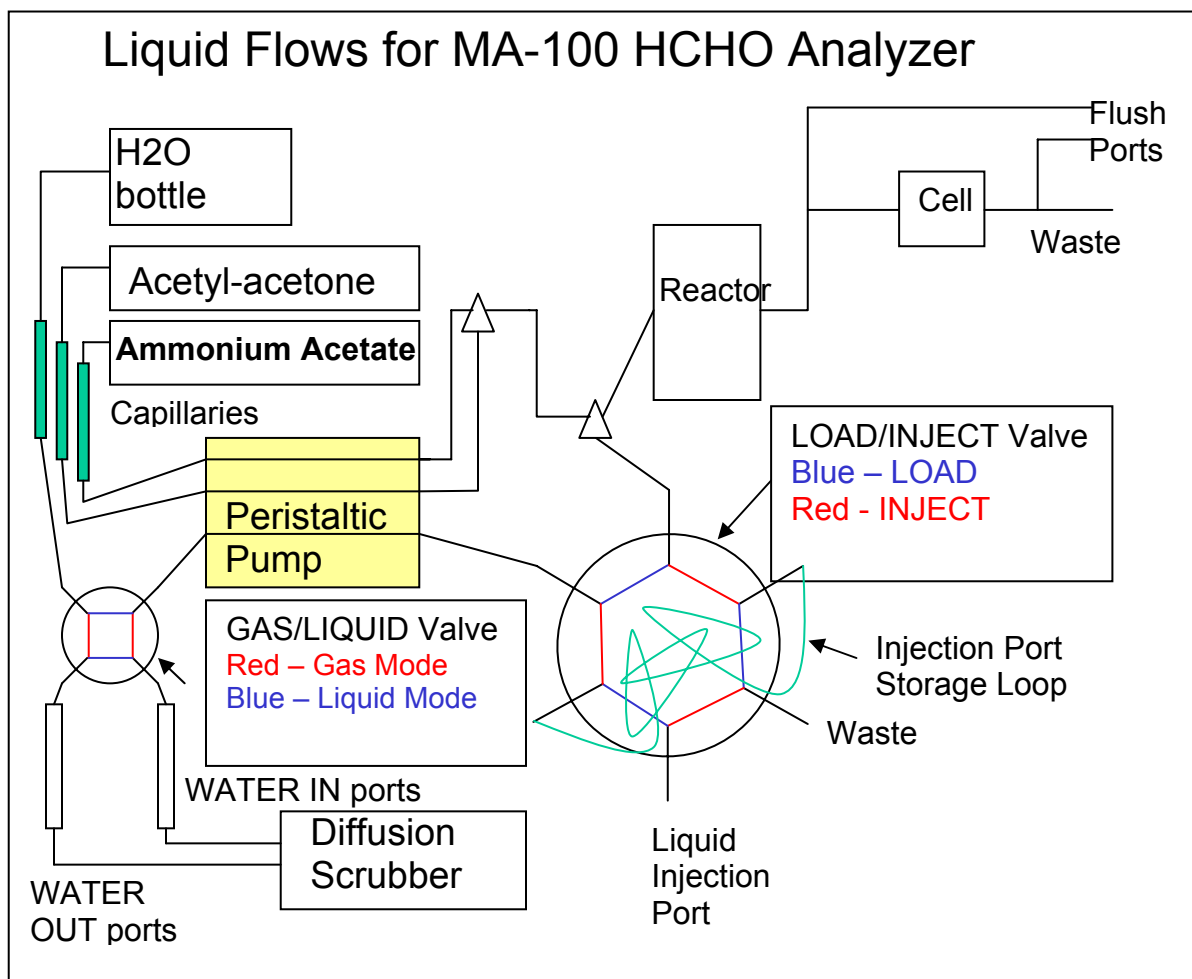 Liquid Flows for MA-100 HCHO Analyzer
Flush
Ports
H2O
bottle
Cell
Waste
Acetyl-acetone
Reactor
Ammonium Acetate
Capillaries
LOAD/INJECT Valve
Blue – LOAD
Red - INJECT
Peristaltic
Pump
GAS/LIQUID Valve
Red – Gas Mode
Blue – Liquid Mode
Injection Port
Storage Loop
Waste
WATER IN ports
Diffusion
Scrubber
Liquid
Injection
Port
WATER
OUT ports